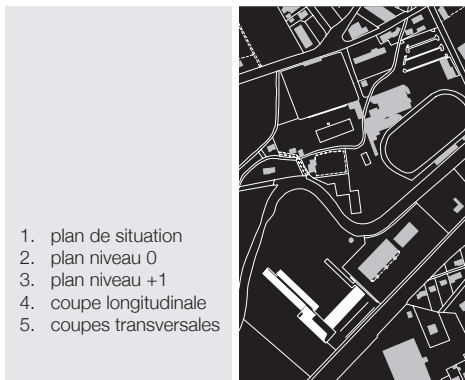 1. plan de situation
2. plan niveau 0
3. plan niveau +1
4. coupe longitudinale
5. coupes transversales